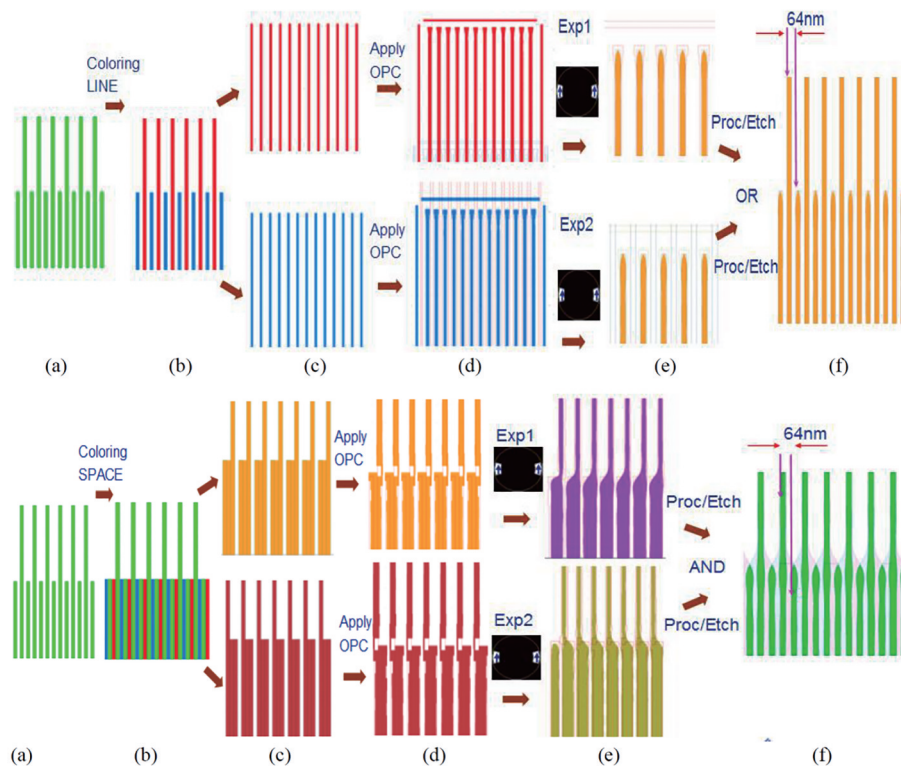 Coloring
LINE
Apply
OPC
Exp1
Proc/Etch
64nm
OR
Apply
OPC
Exp2
Proc/Etch
(a) (b) (c) (d) (e) (f)
Coloring
SPACE
Apply
OPC
Exp1
Proc/Etch
64nm
AND
Apply
OPC
Exp2
Proc/Etch
(a) (b) (c) (d) (e) (f)